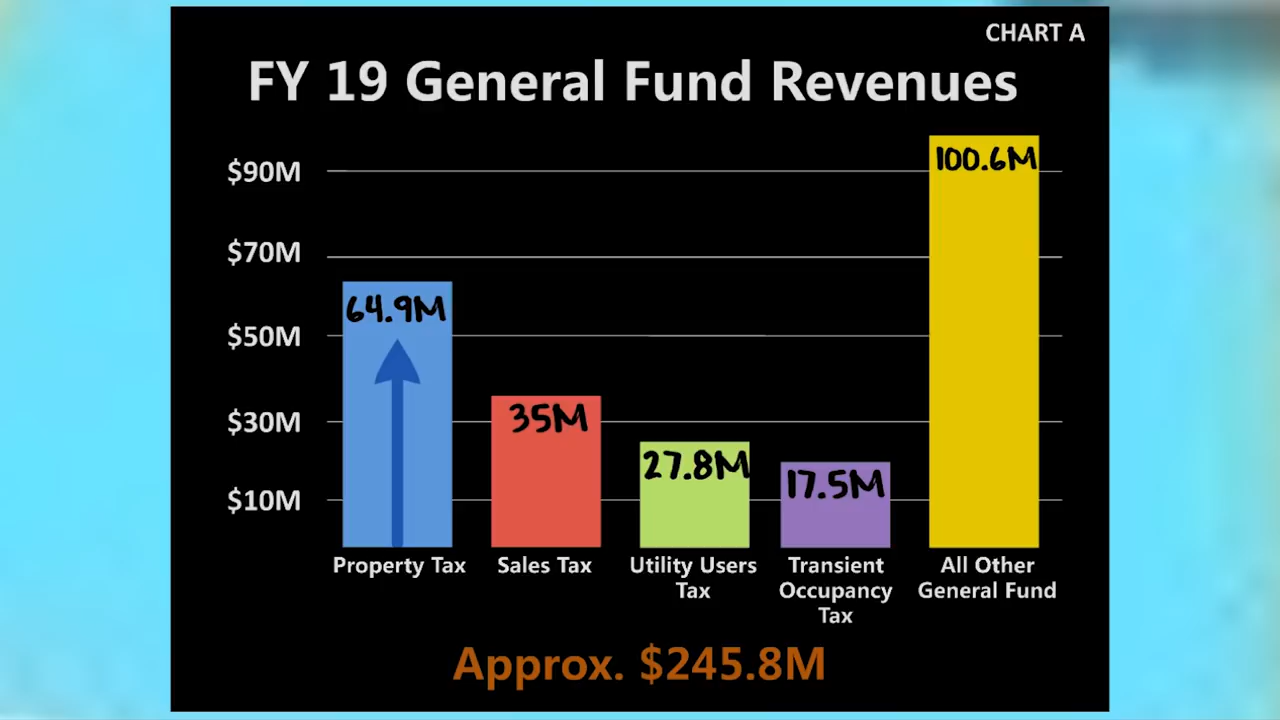 CHART A
FY 19 General Fund Revenues
$90M
$70M
$50M
$30M
$10M
64.9M
35M
27.8M
17.5M
100.6M
Property Tax
Sales Tax
Utility Users
Tax
Transient
Occupancy
Tax
All Other
General Fund
Approx. $245.8M